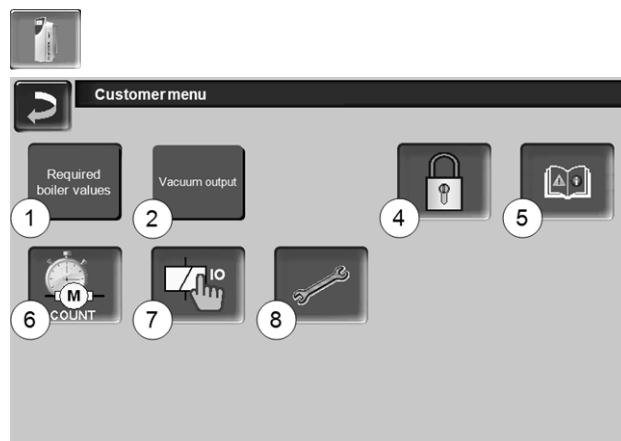 Customer menu
Required
boiler values
Vacuum output
1
2
4
5
M
COUNT
IO
6
7
8